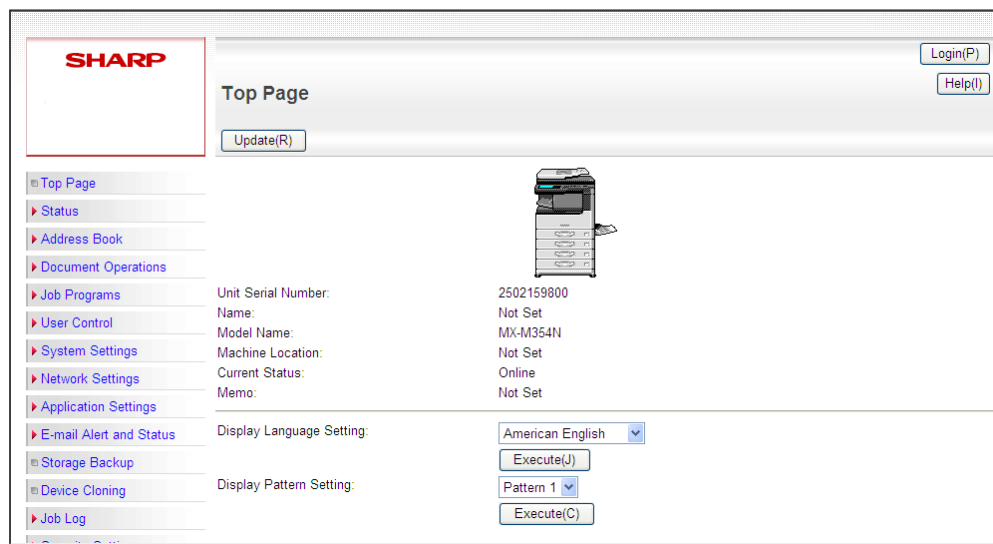 SHARP
Login(P)
Help(I)
Top Page
Update(R)
Top Page
Status
Address Book
Document Operations
Job Programs
User Control
System Settings
Network Settings
Application Settings
E-mail Alert and Status
Storage Backup
Device Cloning
Job Log
Unit Serial Number: 2502159800
Name: Not Set
Model Name: MX-M354N
Machine Location: Not Set
Current Status: Online
Memo: Not Set
Display Language Setting: American English
Execute(J)
Display Pattern Setting: Pattern 1
Execute(C)